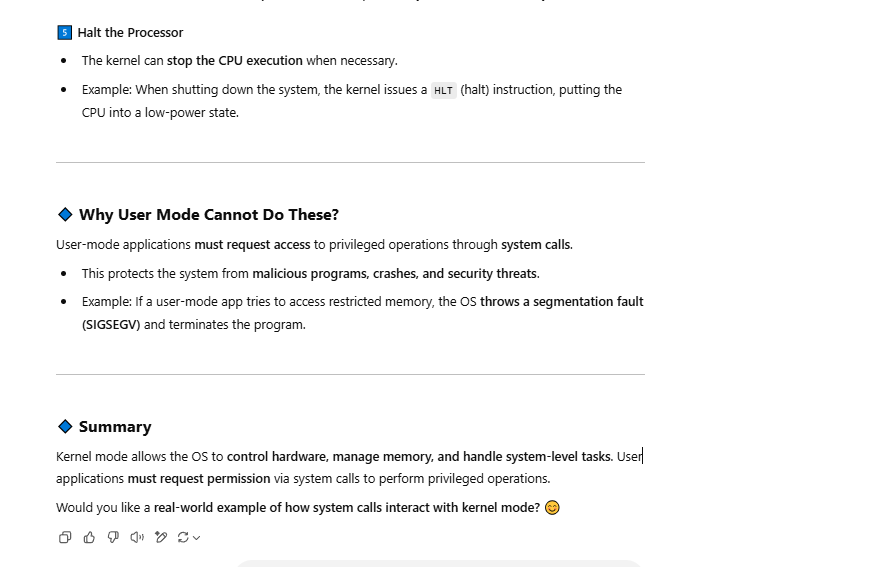 5 Halt the Processor
• The kernel can stop the CPU execution when necessary.
• Example: When shutting down the system, the kernel issues a HLT (halt) instruction, putting the
CPU into a low-power state.
🔷 Why User Mode Cannot Do These?
User-mode applications must request access to privileged operations through system calls.
• This protects the system from malicious programs, crashes, and security threats.
• Example: If a user-mode app tries to access restricted memory, the OS throws a segmentation fault
(SIGSEGV) and terminates the program.
🔷 Summary
Kernel mode allows the OS to control hardware, manage memory, and handle system-level tasks. User
applications must request permission via system calls to perform privileged operations.
Would you like a real-world example of how system calls interact with kernel mode? 😊